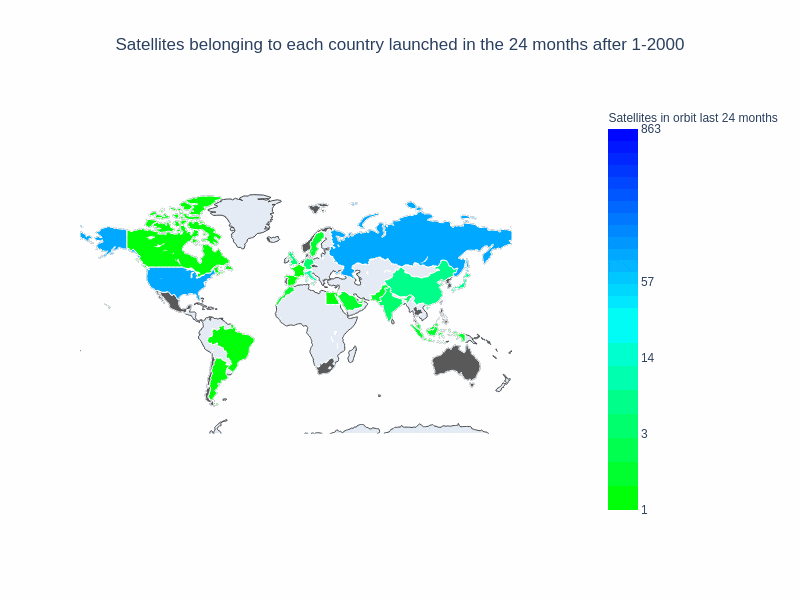 Satellites belonging to each country launched in the 24 months after 1-2000
Satellites in orbit last 24 months
863
57
14
3
1